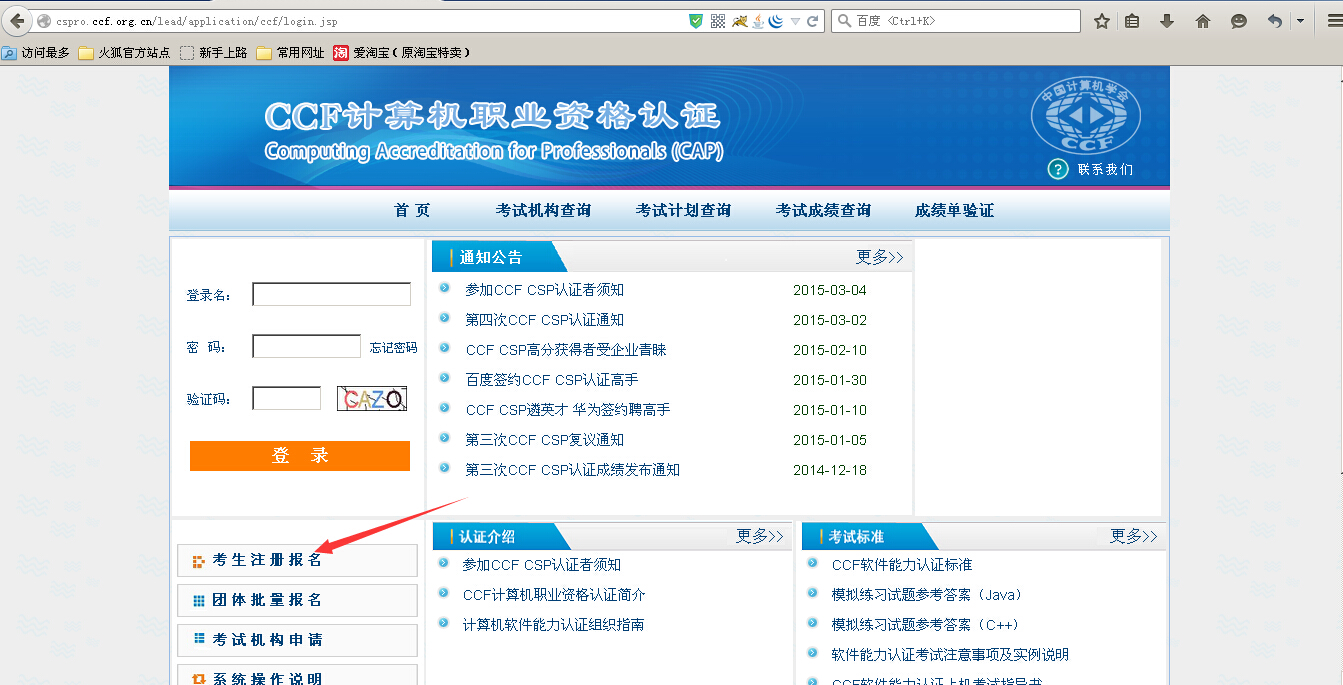 cspro.ccf.org.cn/lead/application/ccf/login.jsp
百度 <Ctrl+K>
访问最多 火狐官方站点 新手上路 常用网址 淘 爱淘宝(原淘宝特卖)
CCF计算机职业资格认证
Computing Accreditation for Professionals (CAP)
中国计算机学会
CCF
? 联系我们
首 页 考试机构查询 考试计划查询 考试成绩查询 成绩单验证
登录名:
密 码: 忘记密码
验证码: GAZO
登 录
通知公告 更多>>
参加CCF CSP认证者须知 2015-03-04
第四次CCF CSP认证通知 2015-03-02
CCF CSP高分获得者受企业青睐 2015-02-10
百度签约CCF CSP认证高手 2015-01-30
CCF CSP遴英才 华为签约聘高手 2015-01-10
第三次CCF CSP复议通知 2015-01-05
第三次CCF CSP认证成绩发布通知 2014-12-18
考生注册报名
团体批量报名
考试机构申请
系统操作说明
认证介绍 更多>>
参加CCF CSP认证者须知
CCF计算机职业资格认证简介
计算机软件能力认证组织指南
考试标准 更多>>
CCF软件能力认证标准
模拟练习试题参考答案（Java）
模拟练习试题参考答案（C++）
软件能力认证考试注意事项及实例说明
CCF软件能力认证上机考试指导书